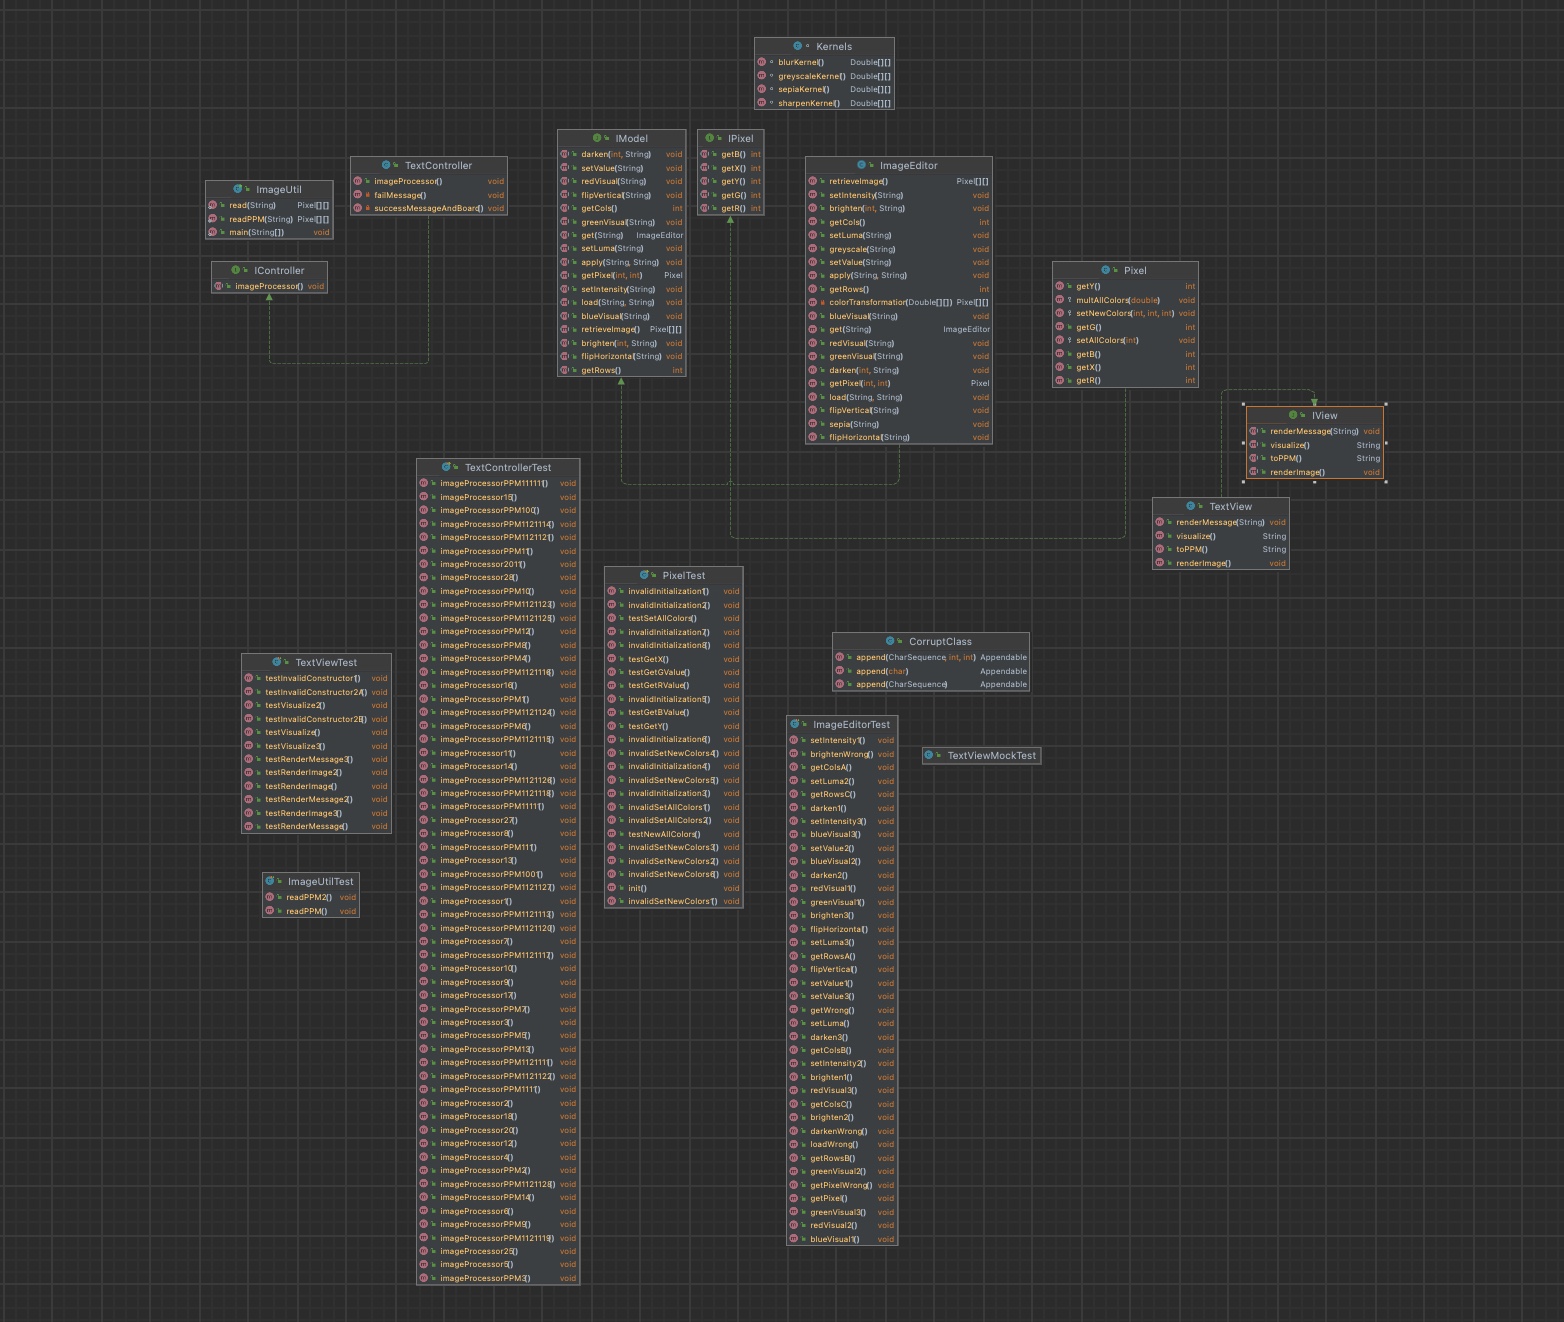 Kernels
blurKernel() Double[][]
greyscaleKernel() Double[][]
sepiaKernel() Double[][]
sharpenKernel() Double[][]
ImageUtil
read(String) Pixel[][]
readPPM(String) Pixel[][]
main(String[]) void
TextController
imageProcessor() void
failMessage() void
successMessageAndBoard() void
IController
imageProcessor() void
IModel
darken(int, String) void
setValue(String) void
redVisual(String) void
flipVertical(String) void
getCols() int
greenVisual(String) void
get(String) ImageEditor
setLuma(String) void
apply(String, String) void
getPixel(int, int) Pixel
setIntensity(String) void
load(String, String) void
blueVisual(String) void
retrieveImage() Pixel[][]
brighten(int, String) void
flipHorizontal(String) void
getRows() int
IPixel
getB() int
getX() int
getY() int
getG() int
getR() int
ImageEditor
retrieveImage() Pixel[][]
setIntensity(String) void
brighten(int, String) void
getCols() int
setLuma(String) void
greyscale(String) void
setValue(String) void
apply(String, String) void
getRows() int
colorTransformation(Double[][]) Pixel[][]
blueVisual(String) void
get(String) ImageEditor
redVisual(String) void
greenVisual(String) void
darken(int, String) void
getPixel(int, int) Pixel
load(String, String) void
flipVertical(String) void
sepia(String) void
flipHorizontal(String) void
Pixel
getY() int
multAllColors(double) void
setNewColors(int, int, int) void
getG() int
setAllColors(int) void
getB() int
getX() int
getR() int
IView
renderMessage(String) void
visualize() String
toPPM() String
renderImage() void
TextView
renderMessage(String) void
visualize() String
toPPM() String
renderImage() void
TextControllerTest
imageProcessorPPM111111() void
imageProcessor15() void
imageProcessorPPM100() void
imageProcessorPPM1121114() void
imageProcessorPPM1121121() void
imageProcessorPPM11() void
imageProcessor2011() void
imageProcessor28() void
imageProcessorPPM10() void
imageProcessorPPM1121123() void
imageProcessorPPM1121125() void
imageProcessorPPM12() void
imageProcessorPPM8() void
imageProcessorPPM4() void
imageProcessorPPM1121116() void
imageProcessor16() void
imageProcessorPPM1() void
imageProcessorPPM1121124() void
imageProcessorPPM6() void
imageProcessorPPM1121115() void
imageProcessor11() void
imageProcessor14() void
imageProcessorPPM1121126() void
imageProcessorPPM1121118() void
imageProcessorPPM11111() void
imageProcessor27() void
imageProcessor8() void
imageProcessorPPM111() void
imageProcessor13() void
imageProcessorPPM1001() void
imageProcessorPPM1121127() void
imageProcessor1() void
imageProcessorPPM1121113() void
imageProcessorPPM1121120() void
imageProcessor7() void
imageProcessorPPM1121117() void
imageProcessor10() void
imageProcessor9() void
imageProcessor17() void
imageProcessorPPM7() void
imageProcessor3() void
imageProcessorPPM5() void
imageProcessorPPM13() void
imageProcessorPPM1121111() void
imageProcessorPPM1121122() void
imageProcessorPPM1111() void
imageProcessor2() void
imageProcessor18() void
imageProcessor20() void
imageProcessor12() void
imageProcessor4() void
imageProcessorPPM2() void
imageProcessorPPM1121128() void
imageProcessorPPM14() void
imageProcessor6() void
imageProcessorPPM9() void
imageProcessorPPM1121119() void
imageProcessor25() void
imageProcessor5() void
imageProcessorPPM3() void
PixelTest
invalidInitialization1() void
invalidInitialization2() void
testSetAllColors() void
invalidInitialization7() void
invalidInitialization8() void
testGetX() void
testGetGValue() void
testGetRValue() void
invalidInitialization5() void
testGetBValue() void
testGetY() void
invalidInitialization6() void
invalidSetNewColors4() void
invalidInitialization4() void
invalidSetNewColors5() void
invalidInitialization3() void
invalidSetAllColors1() void
invalidSetAllColors2() void
testNewAllColors() void
invalidSetNewColors3() void
invalidSetNewColors2() void
invalidSetNewColors6() void
init() void
invalidSetNewColors1() void
CorruptClass
append(CharSequence, int, int) Appendable
append(char) Appendable
append(CharSequence) Appendable
TextViewTest
testInvalidConstructor1() void
testInvalidConstructor2A() void
testVisualize2() void
testInvalidConstructor2B() void
testVisualize() void
testVisualize3() void
testRenderMessage3() void
testRenderImage2() void
testRenderImage() void
testRenderMessage2() void
testRenderImage3() void
testRenderMessage() void
ImageUtilTest
readPPM2() void
readPPM() void
ImageEditorTest
setIntensity1() void
brightenWrong() void
getColsA() void
setLuma2() void
getRowsC() void
darken1() void
setIntensity3() void
blueVisual3() void
setValue2() void
blueVisual2() void
darken2() void
redVisual1() void
greenVisual1() void
brighten3() void
flipHorizontal() void
setLuma3() void
getRowsA() void
flipVertical() void
setValue1() void
setValue3() void
getWrong() void
setLuma() void
darken3() void
getColsB() void
setIntensity2() void
brighten1() void
redVisual3() void
getColsC() void
brighten2() void
darkenWrong() void
loadWrong() void
getRowsB() void
greenVisual2() void
getPixelWrong() void
getPixel() void
greenVisual3() void
redVisual2() void
blueVisual1() void
TextViewMockTest